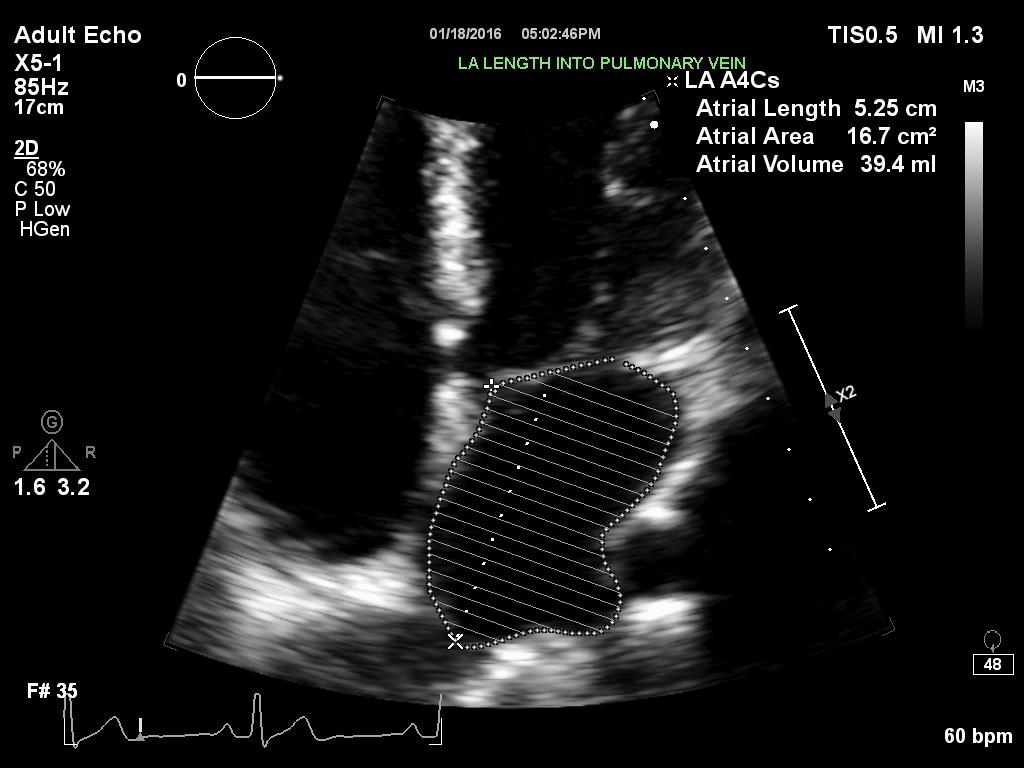 Adult Echo
X5-1
85Hz
17cm
2D
68%
C 50
P Low
HGen
0
01/18/2016 05:02:46PM
LA LENGTH INTO PULMONARY VEIN
TIS0.5 MI 1.3
LA A4Cs
Atrial Length 5.25 cm
Atrial Area 16.7 cm²
Atrial Volume 39.4 ml
M3
X2
G
P R
1.6 3.2
48
F# 35
60 bpm